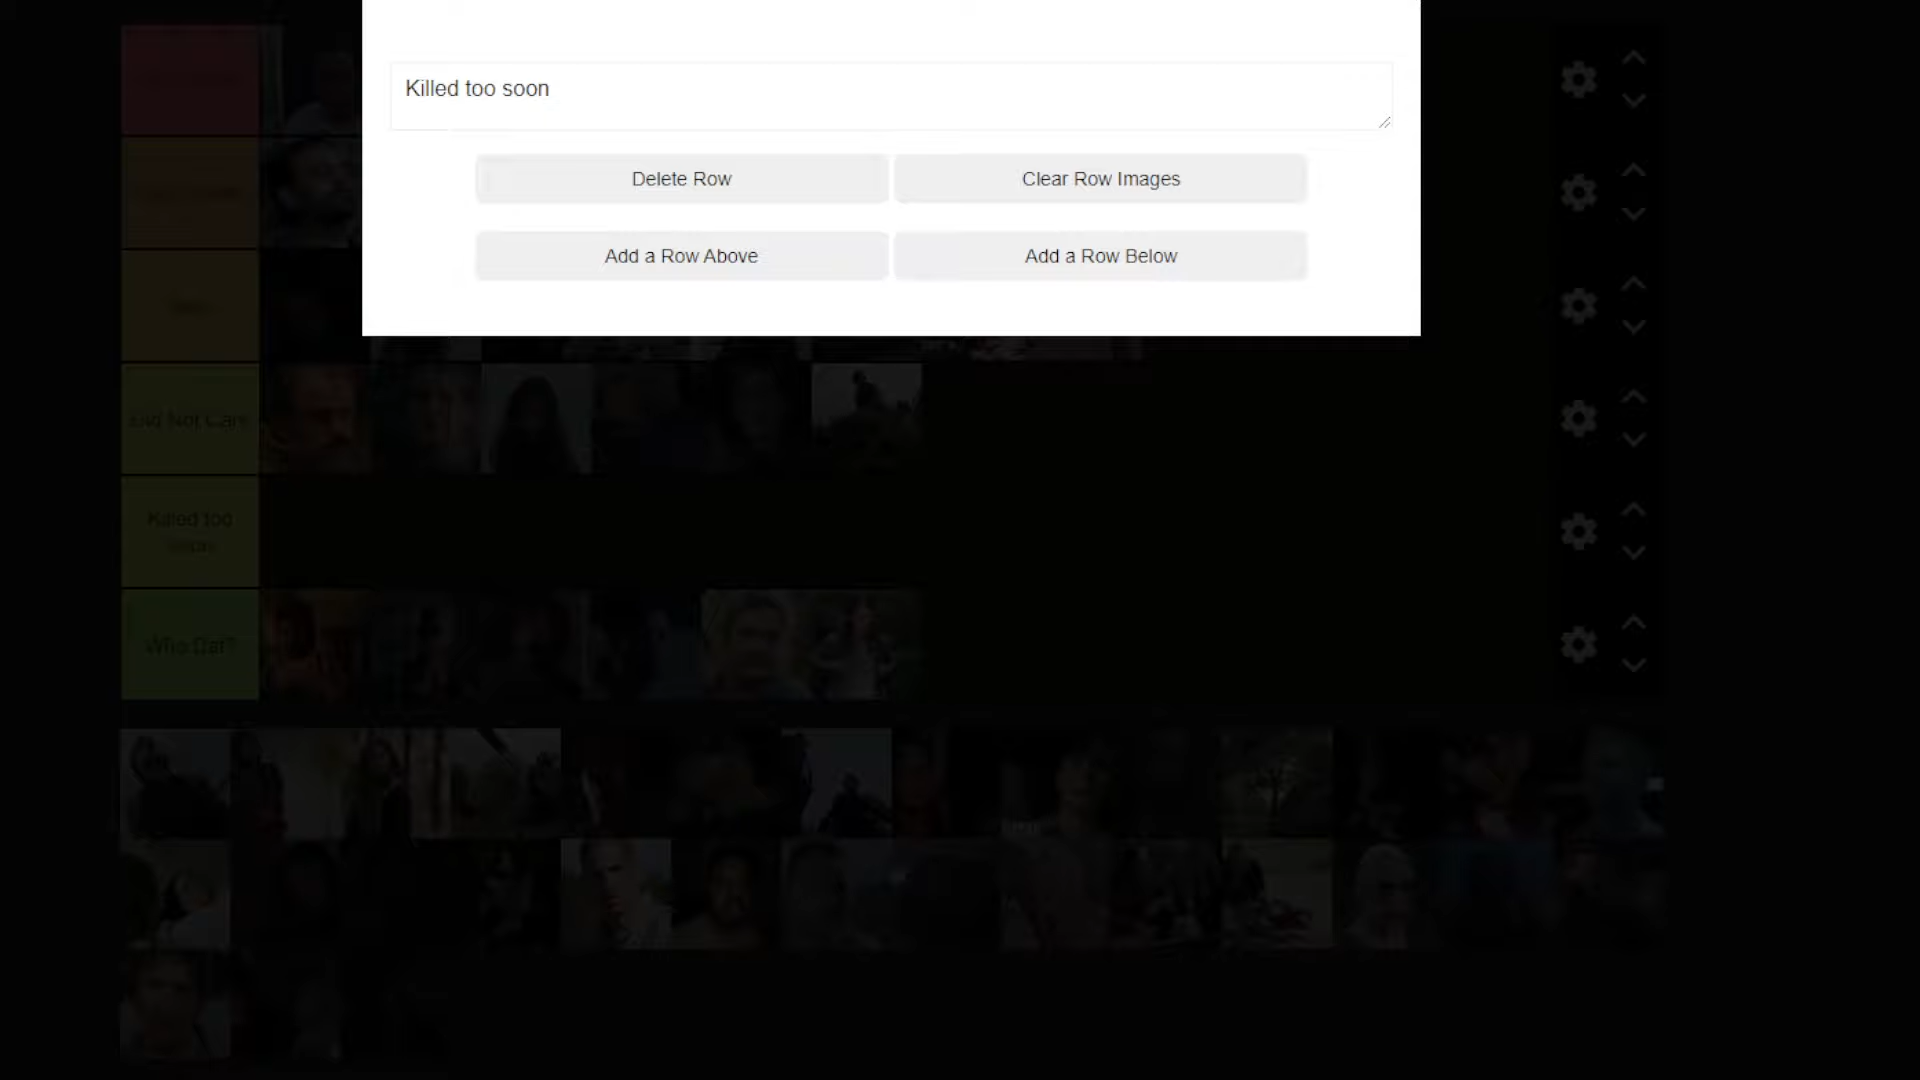 Killed too soon
Delete Row
Clear Row Images
Add a Row Above
Add a Row Below
Did Not Care
Killed too
soon
Who Dat?